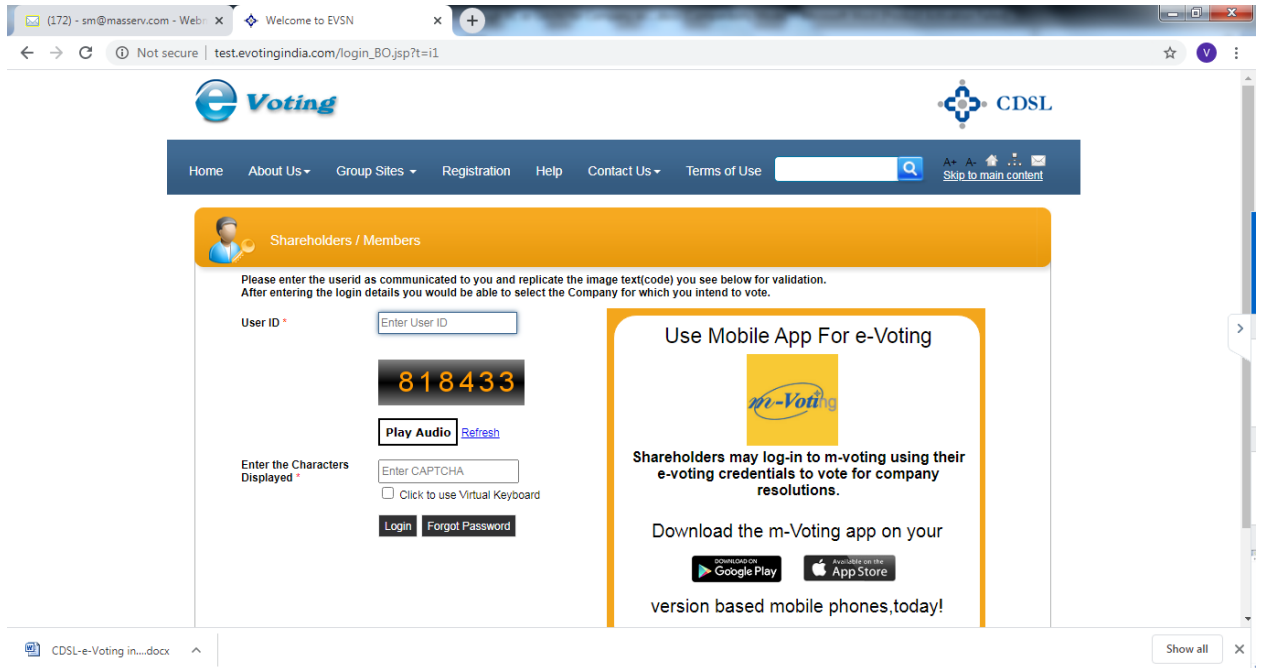 (172) - sm@masserv.com - Webm
Welcome to EVSN
Not secure | test.evotingindia.com/login_BO.jsp?t=i1
V
e Voting
CDSL
Home About Us Group Sites Registration Help Contact Us Terms of Use
A+ A-
Skip to main content
Shareholders / Members
Please enter the userid as communicated to you and replicate the image text(code) you see below for validation.
After entering the login details you would be able to select the Company for which you intend to vote.
User ID *
Enter User ID
818433
Play Audio Refresh
Enter the Characters
Displayed *
Enter CAPTCHA
Click to use Virtual Keyboard
Login Forgot Password
Use Mobile App For e-Voting
m-Voting
Shareholders may log-in to m-voting using their
e-voting credentials to vote for company
resolutions.
Download the m-Voting app on your
DOWNLOAD ON
Google Play
Available on the
App Store
version based mobile phones,today!
CDSL-e-Voting in....docx
Show all